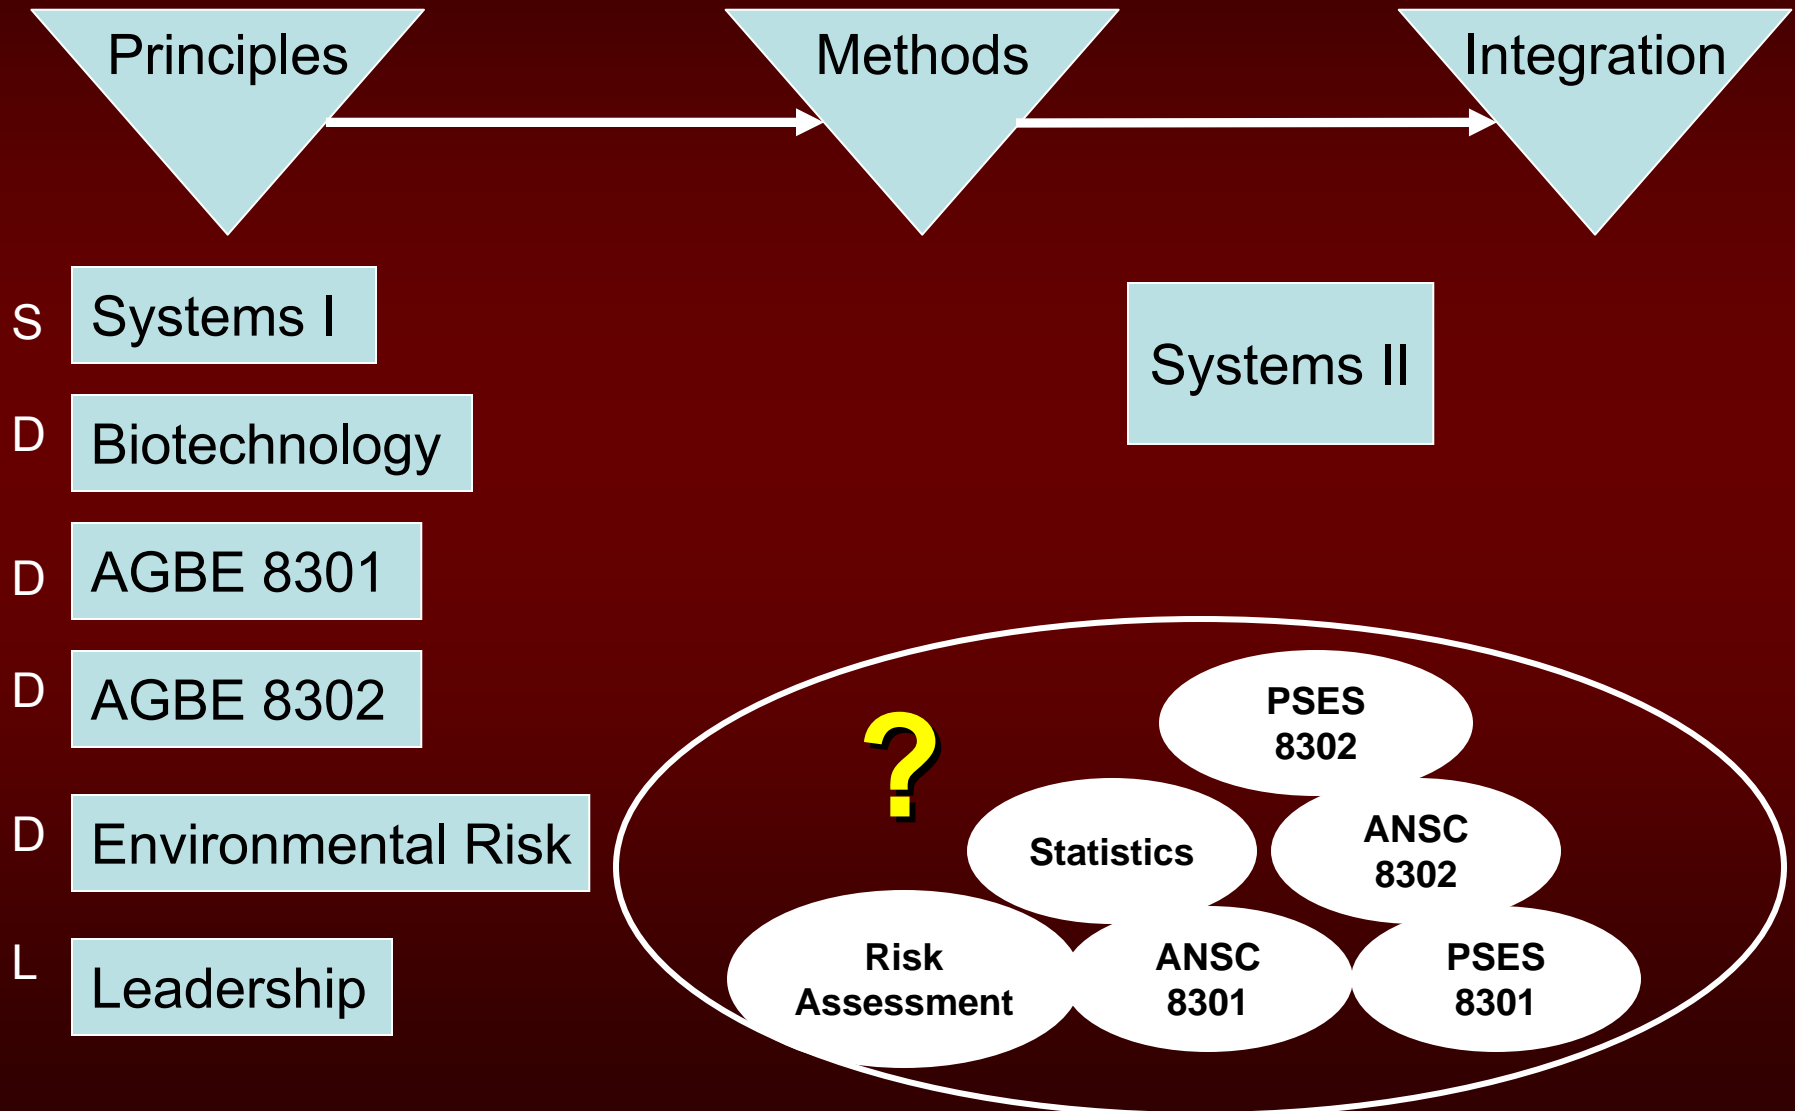 Principles
Methods
Integration
S
Systems I
Systems II
D
Biotechnology
D
AGBE 8301
D
AGBE 8302
D
Environmental Risk
L
Leadership
?
PSES
8302
Statistics
ANSC
8302
Risk
Assessment
ANSC
8301
PSES
8301